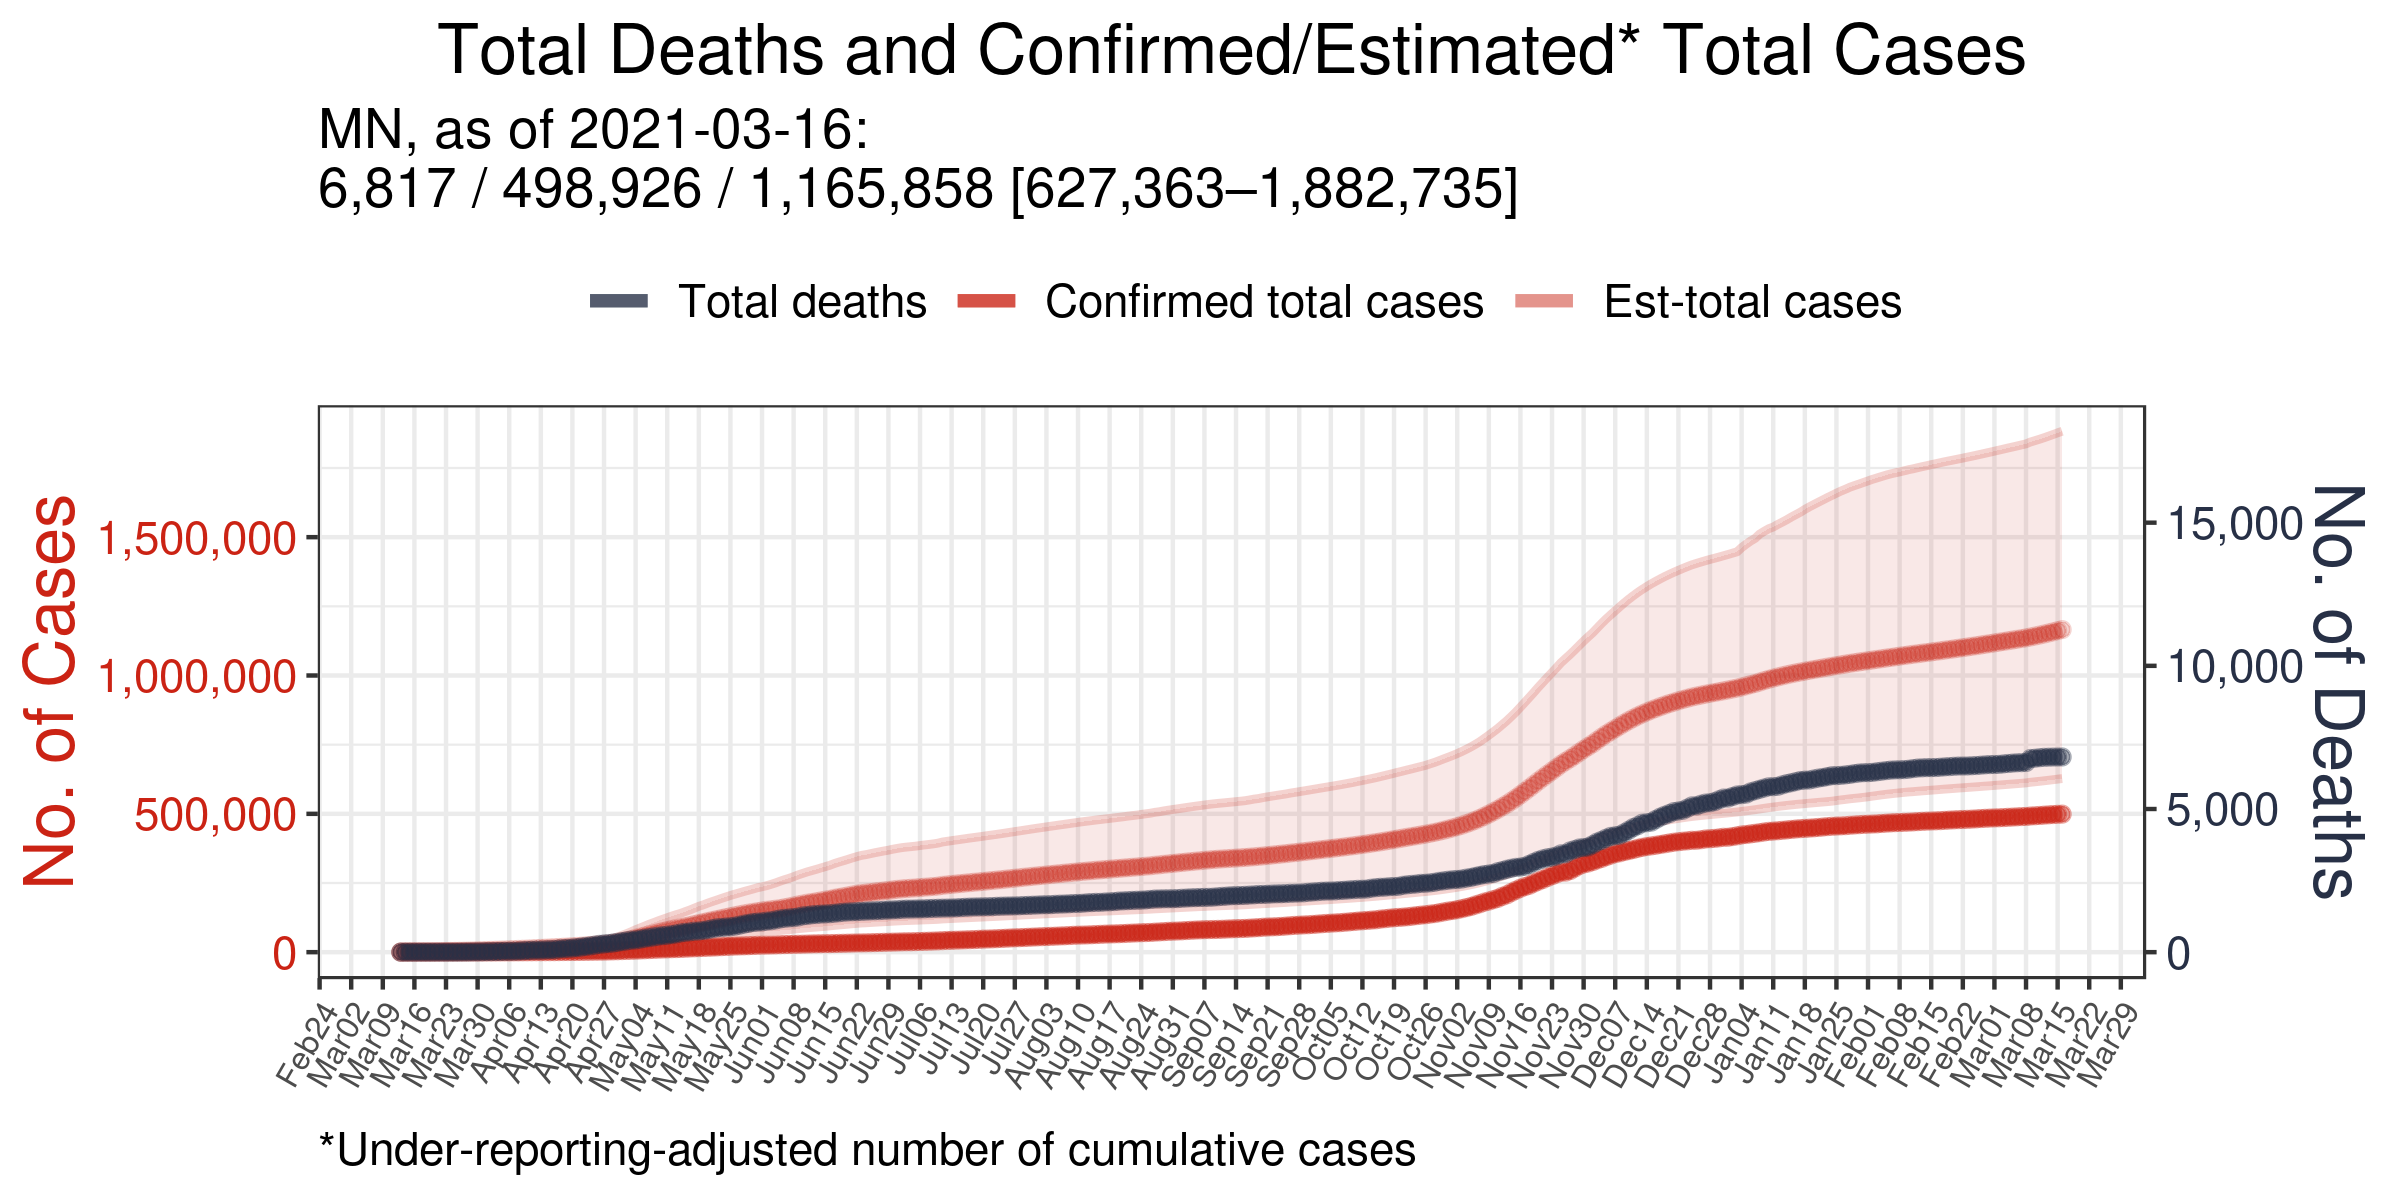 Total Deaths and Confirmed/Estimated* Total Cases
MN, as of 2021-03-16:
6,817 / 498,926 / 1,165,858 [627,363–1,882,735]
Total deaths
Confirmed total cases
Est-total cases
No. of Cases
1,500,000
1,000,000
500,000
0
15,000
10,000
5,000
0
No. of Deaths
Feb24
Mar02
Mar09
Mar16
Mar23
Mar30
Apr06
Apr13
Apr20
Apr27
May04
May11
May18
May25
Jun01
Jun08
Jun15
Jun22
Jun29
Jul06
Jul13
Jul20
Jul27
Aug03
Aug10
Aug17
Aug24
Aug31
Sep07
Sep14
Sep21
Sep28
Oct05
Oct12
Oct19
Oct26
Nov02
Nov09
Nov16
Nov23
Nov30
Dec07
Dec14
Dec21
Dec28
Jan04
Jan11
Jan18
Jan25
Feb01
Feb08
Feb15
Feb22
Mar01
Mar08
Mar15
Mar22
Mar29
*Under-reporting-adjusted number of cumulative cases